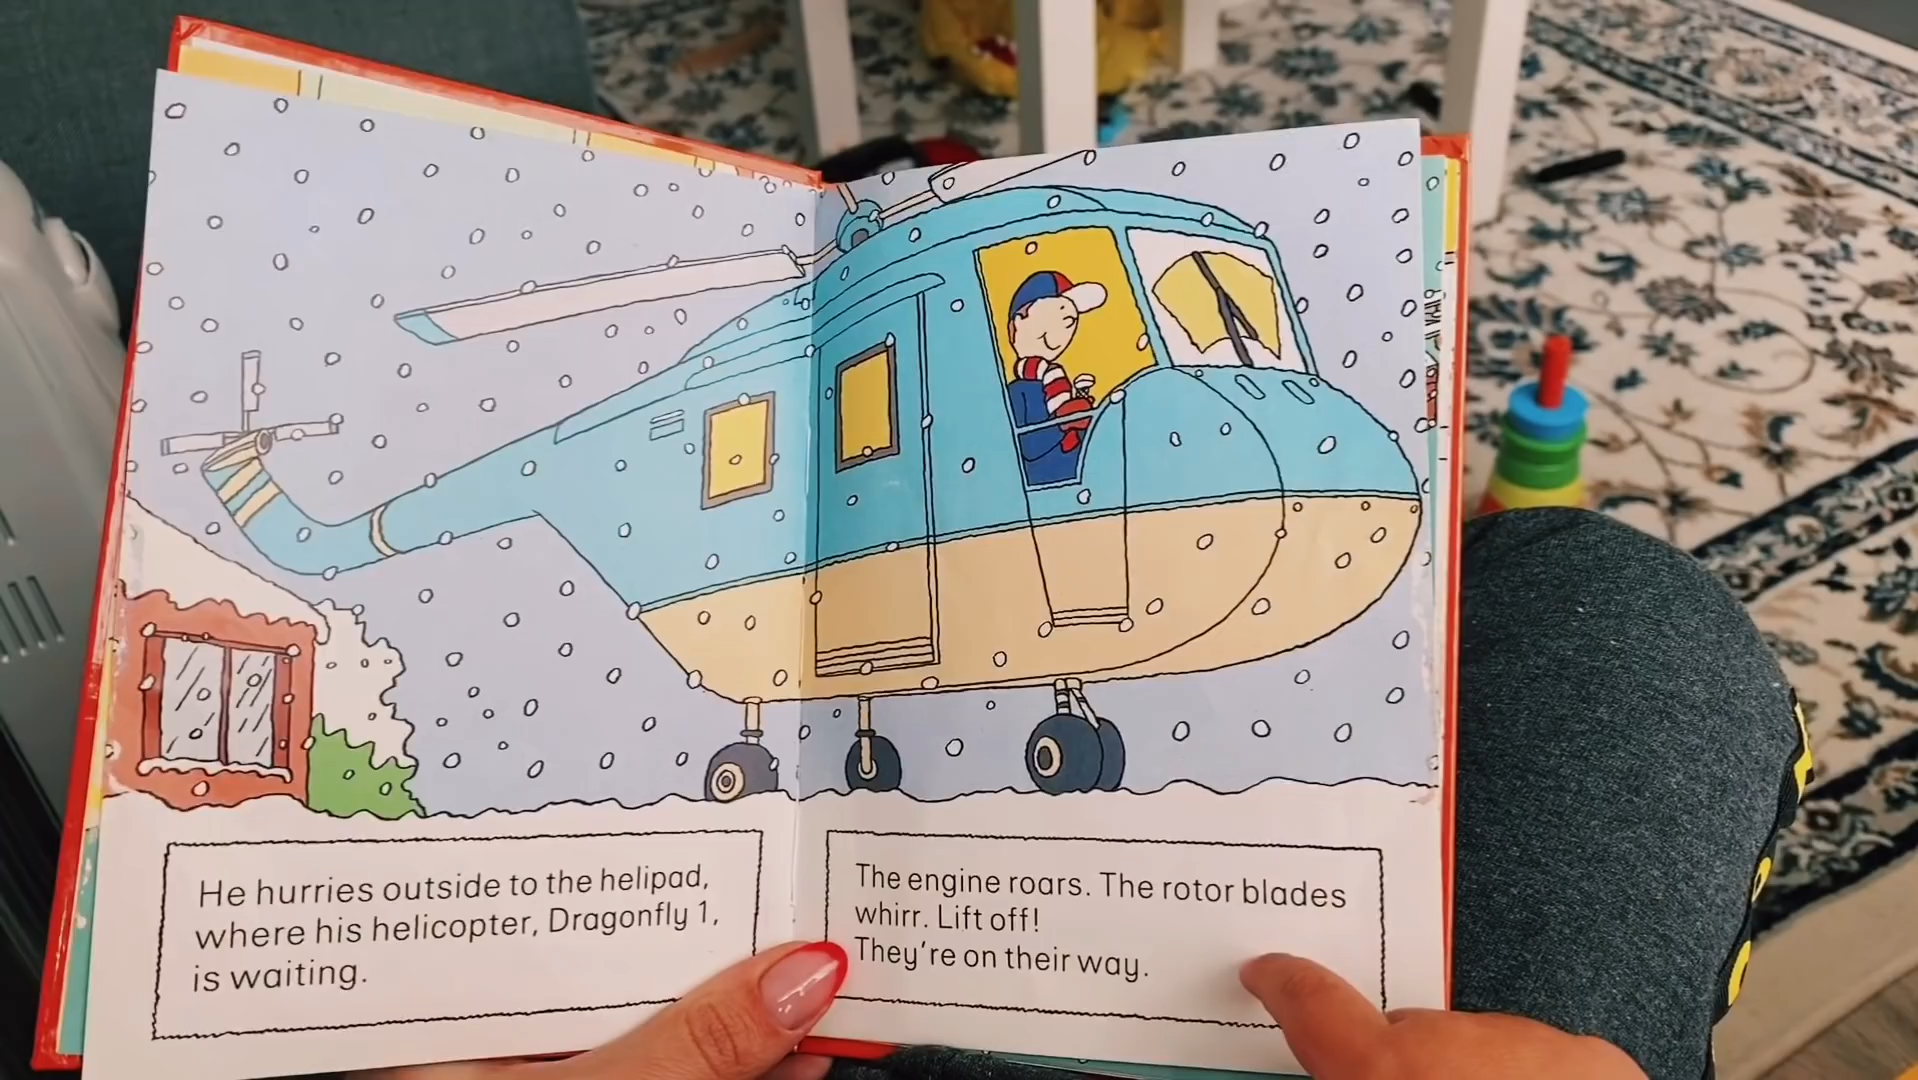 He hurries outside to the helipad,
where his helicopter, Dragonfly 1,
is waiting.
The engine roars. The rotor blades
whirr. Lift off!
They're on their way.